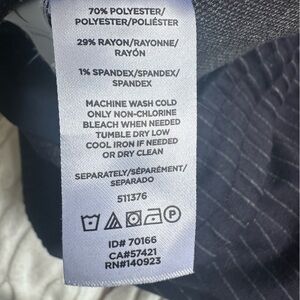 70% POLYESTER/
POLYESTER/POLIÉSTER
29% RAYON/RAYONNE/
RAYÓN
1% SPANDEX/SPANDEX/
SPANDEX
MACHINE WASH COLD
ONLY NON-CHLORINE
BLEACH WHEN NEEDED
TUMBLE DRY LOW
COOL IRON IF NEEDED
OR DRY CLEAN
SEPARATELY/SÉPARÉMENT/
SEPARADO
511376
P
ID# 70166
CA#57421
RN#140923